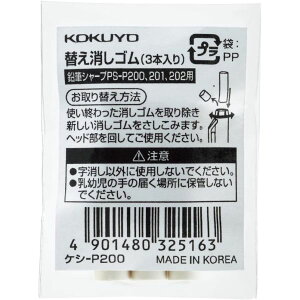 KOKUYO
替え消しゴム(3本入り)
鉛筆シャープPS-P200,201,202用
プラ
袋:
PP
お取り替え方法
使い終わった消しゴムを取り除き
新しい消しゴムをさしこみます。
ヘッド部を回してご使用ください。
⚠注意
●字消し以外に使用しないでください。
●乳幼児の手の届く場所に保管しない
でください。
4 901480 325163
ケシ-P200
MADE IN KOREA